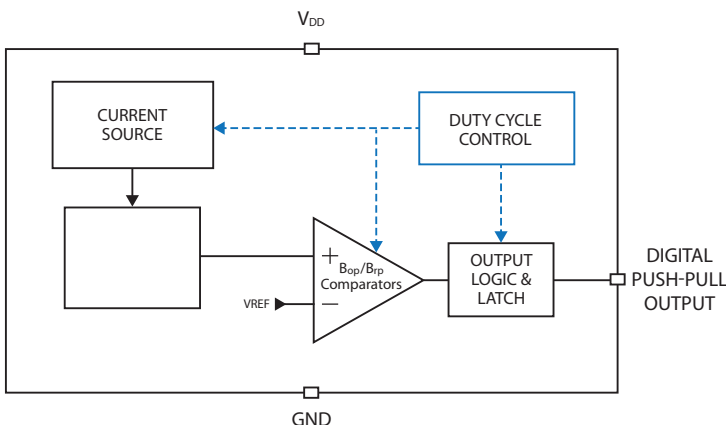 VDD
CURRENT
SOURCE
DUTY CYCLE
CONTROL
+
Bop/Brp
Comparators
−
VREF
OUTPUT
LOGIC &
LATCH
DIGITAL
PUSH-PULL
OUTPUT
GND